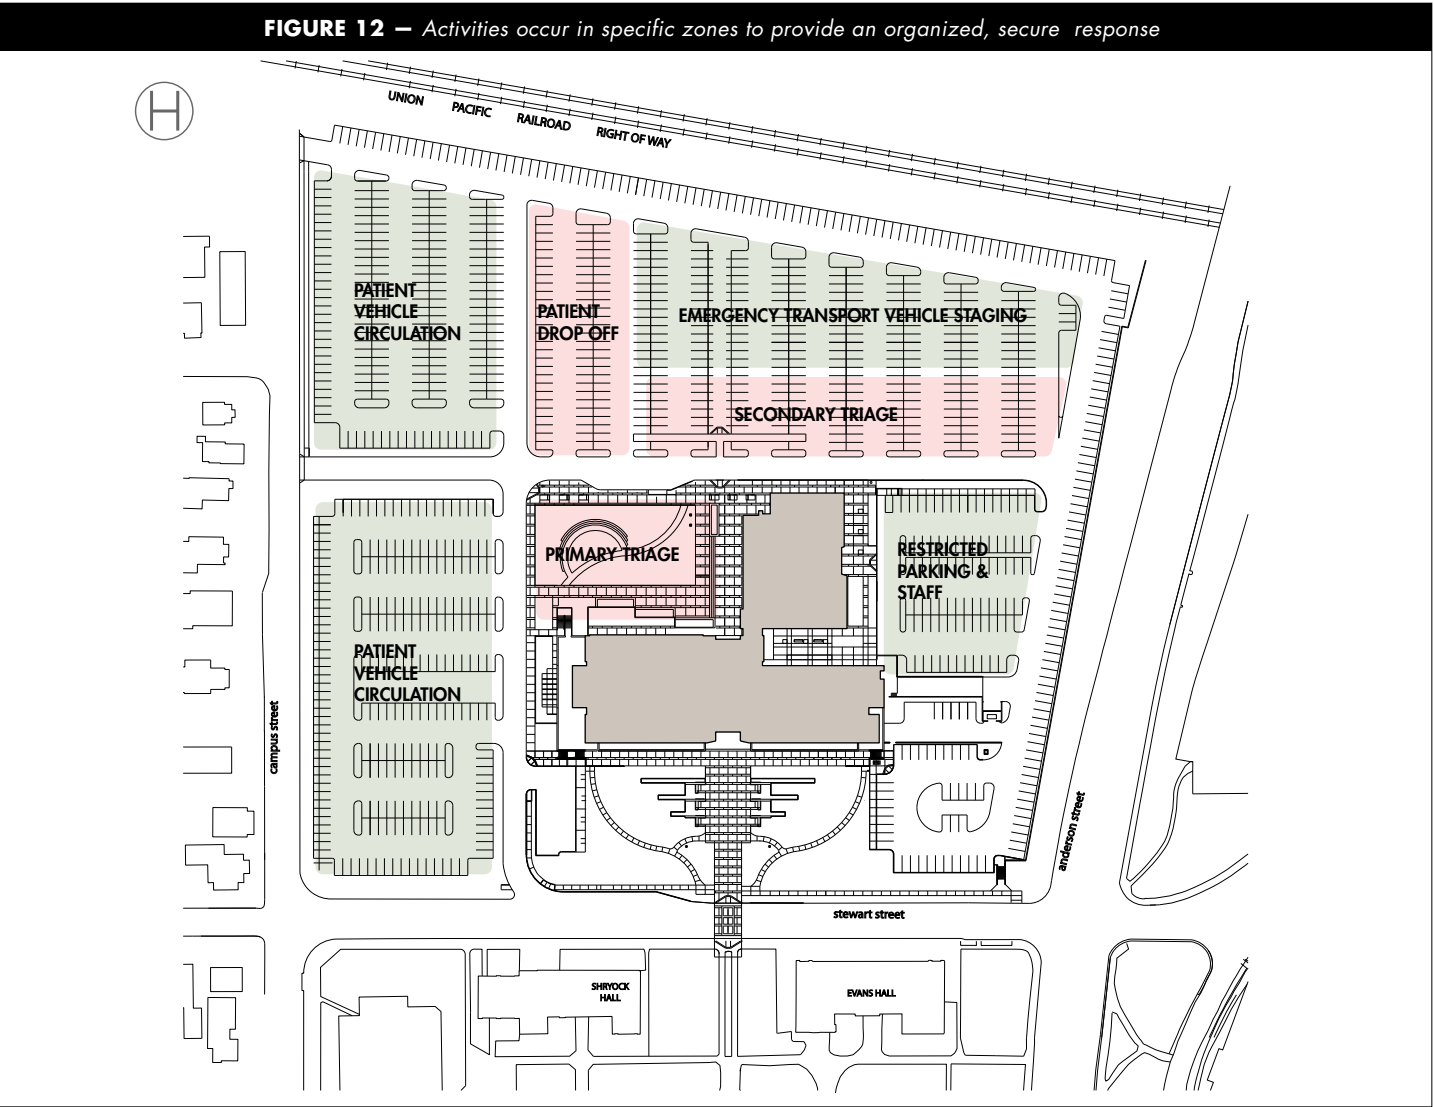 FIGURE 12 — Activities occur in specific zones to provide an organized, secure response
H
UNION PACIFIC RAILROAD RIGHT OF WAY
PATIENT
VEHICLE
CIRCULATION
PATIENT
DROP OFF
EMERGENCY TRANSPORT VEHICLE STAGING
SECONDARY TRIAGE
PRIMARY TRIAGE
RESTRICTED
PARKING &
STAFF
PATIENT
VEHICLE
CIRCULATION
campus street
anderson street
stewart street
SHRYOCK
HALL
EVANS HALL